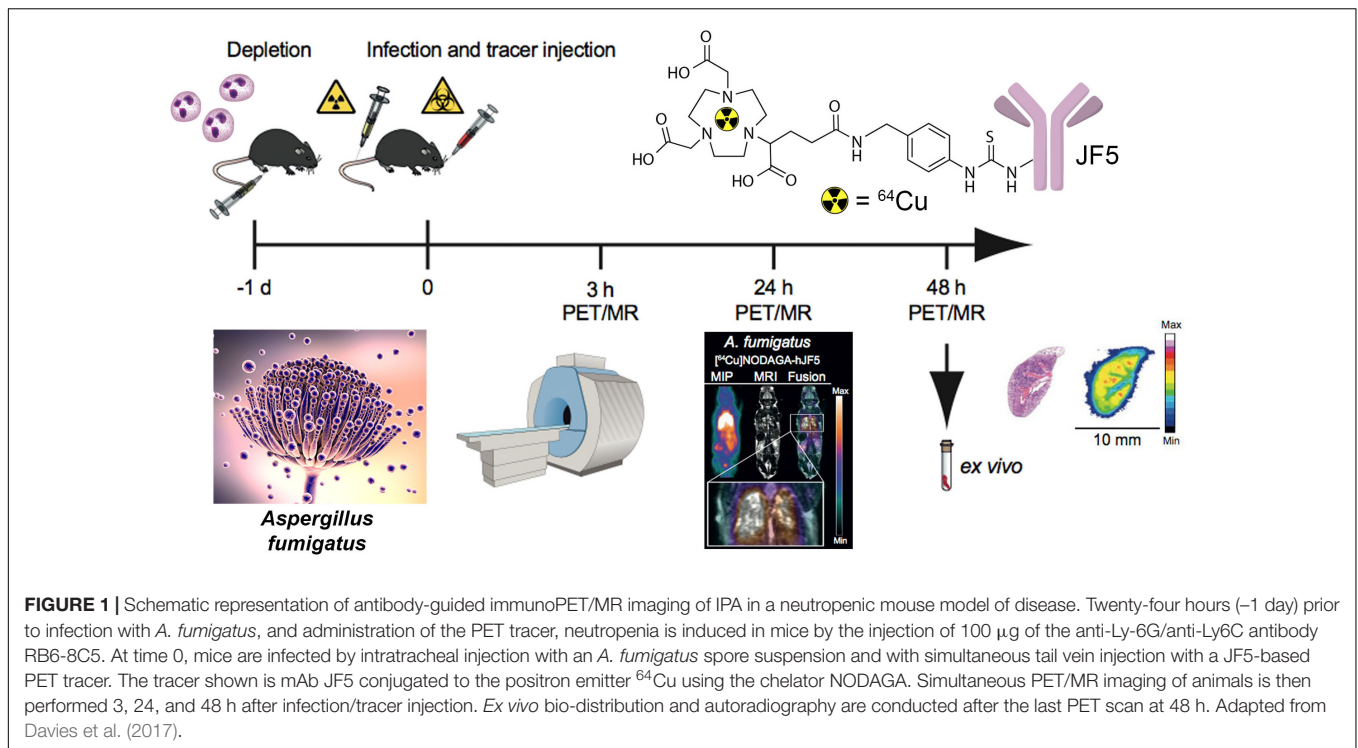 Depletion
Infection and tracer injection
HO
O
N
O
HO
N
N
HO
O
O
N
H
S
N
H
N
H
JF5
= ⁶⁴Cu
-1 d
0
3 h
PET/MR
24 h
PET/MR
48 h
PET/MR
Aspergillus
fumigatus
A. fumigatus
[⁶⁴Cu]NODAGA-hJF5
MIP MRI Fusion
Max
Min
ex vivo
10 mm
Max
Min
FIGURE 1 | Schematic representation of antibody-guided immunoPET/MR imaging of IPA in a neutropenic mouse model of disease. Twenty-four hours (–1 day) prior
to infection with A. fumigatus, and administration of the PET tracer, neutropenia is induced in mice by the injection of 100 μg of the anti-Ly-6G/anti-Ly6C antibody
RB6-8C5. At time 0, mice are infected by intratracheal injection with an A. fumigatus spore suspension and with simultaneous tail vein injection with a JF5-based
PET tracer. The tracer shown is mAb JF5 conjugated to the positron emitter ⁶⁴Cu using the chelator NODAGA. Simultaneous PET/MR imaging of animals is then
performed 3, 24, and 48 h after infection/tracer injection. Ex vivo bio-distribution and autoradiography are conducted after the last PET scan at 48 h. Adapted from
Davies et al. (2017).